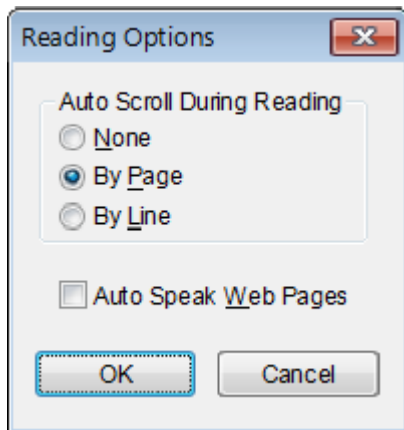 Reading Options
Auto Scroll During Reading
None
By Page
By Line
Auto Speak Web Pages
OK Cancel